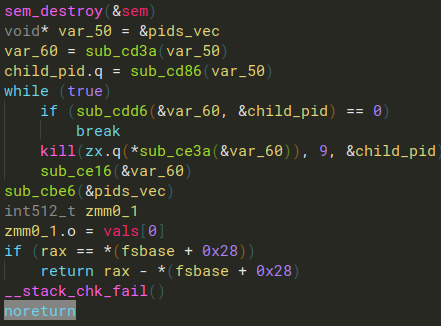 sem_destroy(&sem)
void* var_50 = &pids_vec
var_60 = sub_cd3a(var_50)
child_pid.q = sub_cd86(var_50)
while (true)
if (sub_cdd6(&var_60, &child_pid) == 0)
break
kill(zx.q(*sub_ce3a(&var_60)), 9, &child_pid)
sub_ce16(&var_60)
sub_cbe6(&pids_vec)
int512_t zmm0_1
zmm0_1.o = vals[0]
if (rax == *(fsbase + 0x28))
return rax - *(fsbase + 0x28)
__stack_chk_fail()
noreturn